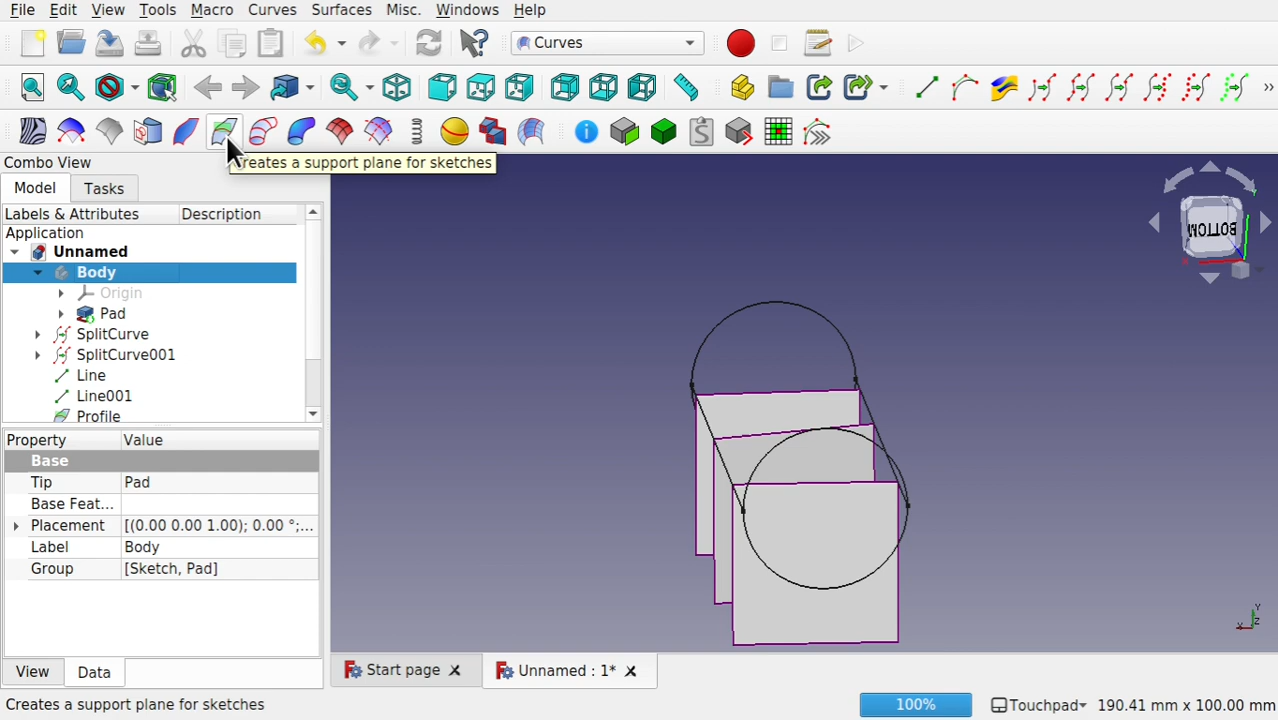 File Edit View Tools Macro Curves Surfaces Misc. Windows Help
Curves
Creates a support plane for sketches
Combo View
Model Tasks
Labels & Attributes Description
Application
Unnamed
Body
Origin
Pad
SplitCurve
SplitCurve001
Line
Line001
Profile
Property Value
Base
Tip Pad
Base Feat...
Placement [(0.00 0.00 1.00); 0.00 °;...
Label Body
Group [Sketch, Pad]
View Data
BOTTOM
Y
X
Z
Start page
Unnamed : 1*
Creates a support plane for sketches
100%
Touchpad
190.41 mm x 100.00 mm